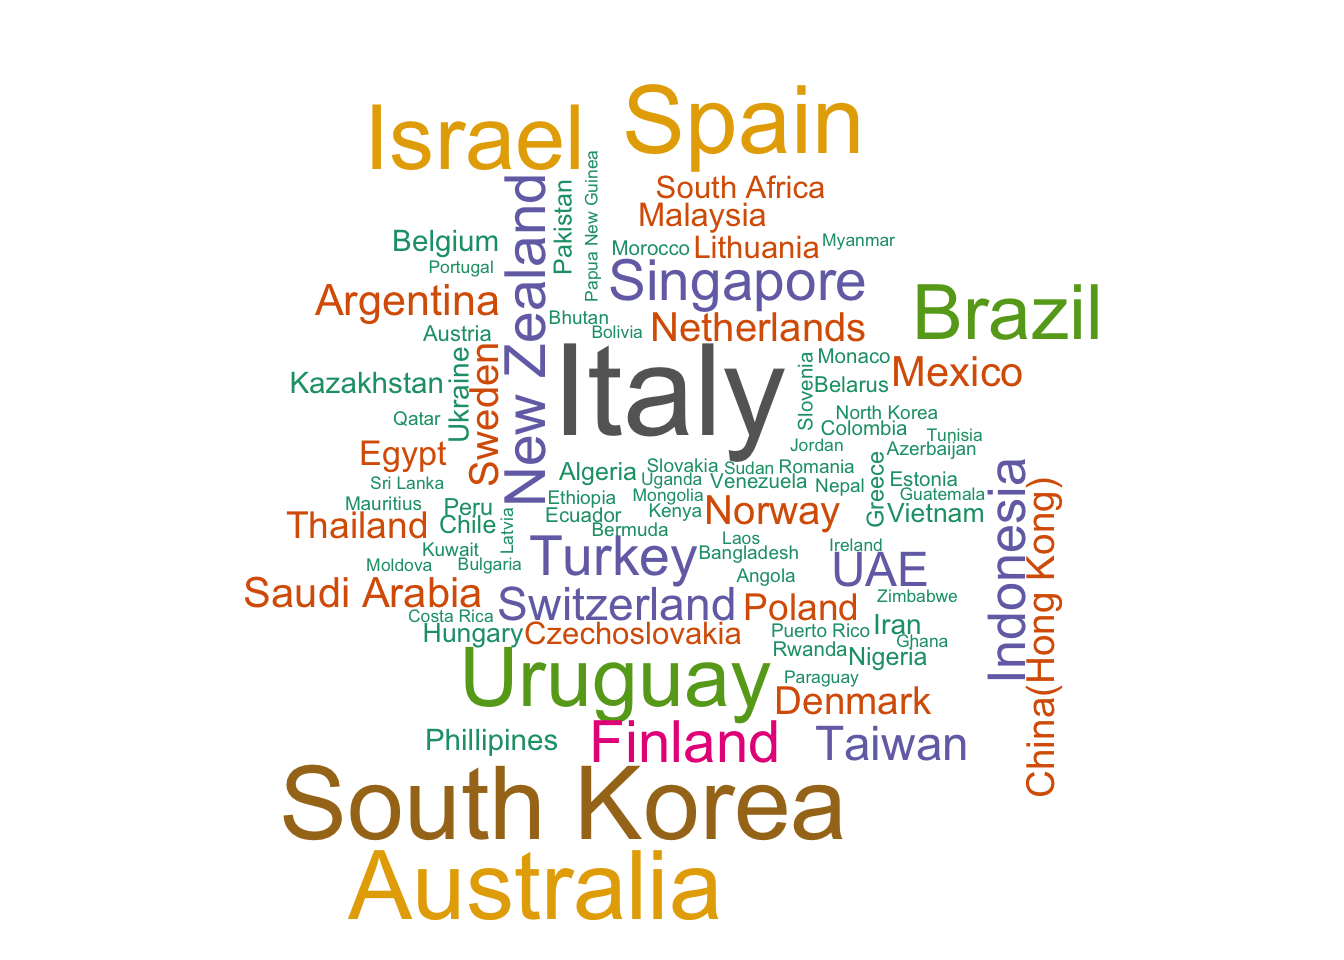 Spain
Israel
South Africa
Malaysia
Papua New Guinea
Pakistan
New Zealand
Belgium
Morocco
Lithuania
Myanmar
Portugal
Singapore
Argentina
Brazil
Bhutan
Bolivia
Netherlands
Austria
Ukraine
Sweden
Italy
Slovenia
Monaco
Mexico
Kazakhstan
Belarus
Qatar
North Korea
Colombia
Tunisia
Jordan
Azerbaijan
Egypt
Algeria
Slovakia
Sudan
Romania
Greece
Sri Lanka
Uganda
Venezuela
Nepal
Estonia
Mauritius
Peru
Ethiopia
Mongolia
Guatemala
Thailand
Chile
Latvia
Ecuador
Kenya
Norway
Vietnam
Indonesia
China(Hong Kong)
Bermuda
Kuwait
Turkey
Laos
Bangladesh
Ireland
Moldova
Bulgaria
Angola
UAE
Saudi Arabia
Switzerland
Poland
Zimbabwe
Costa Rica
Hungary
Czechoslovakia
Puerto Rico
Iran
Rwanda
Nigeria
Ghana
Uruguay
Paraguay
Denmark
Phillipines
Finland
Taiwan
South Korea
Australia